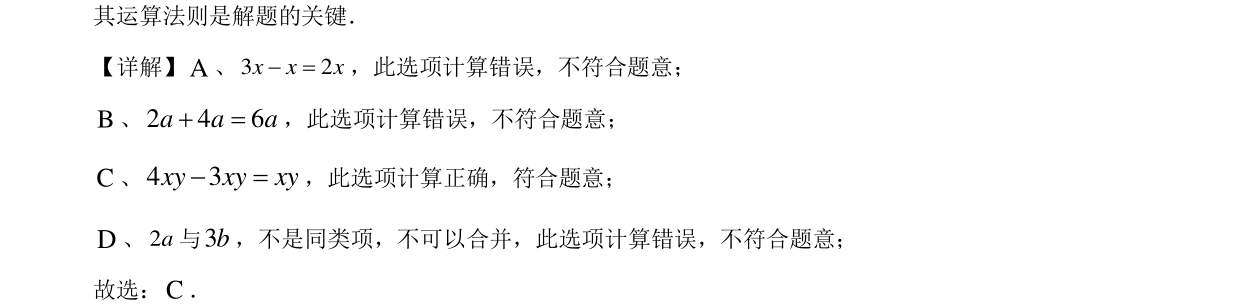 其运算法则是解题的关键.
【详解】A、3x－x＝2x，此选项计算错误，不符合题意；
B、2a＋4a＝6a，此选项计算错误，不符合题意；
C、4xy－3xy＝xy，此选项计算正确，符合题意；
D、2a与3b，不是同类项，不可以合并，此选项计算错误，不符合题意；
故选：C.